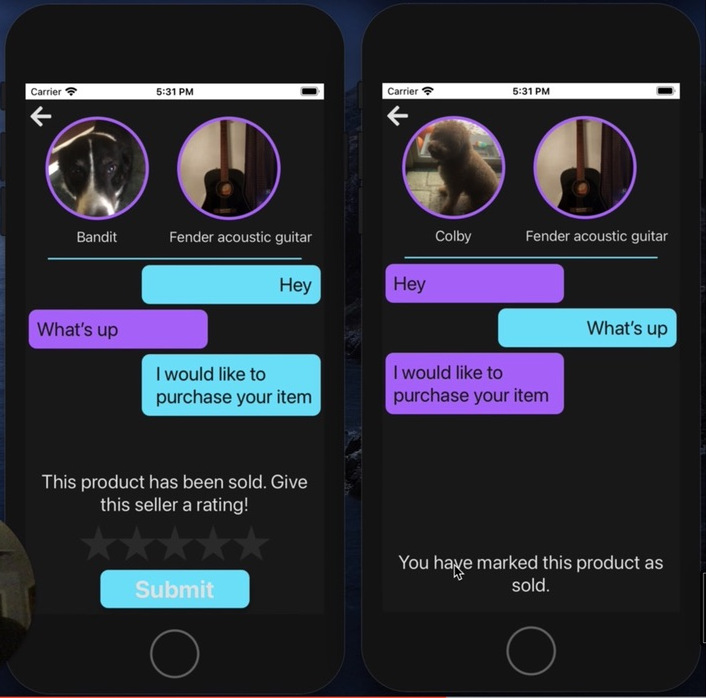 Carrier 5:31 PM
Bandit Fender acoustic guitar
Hey
What's up
I would like to
purchase your item
This product has been sold. Give
this seller a rating!
Submit
Carrier 5:31 PM
Colby Fender acoustic guitar
Hey
What's up
I would like to
purchase your item
You have marked this product as
sold.